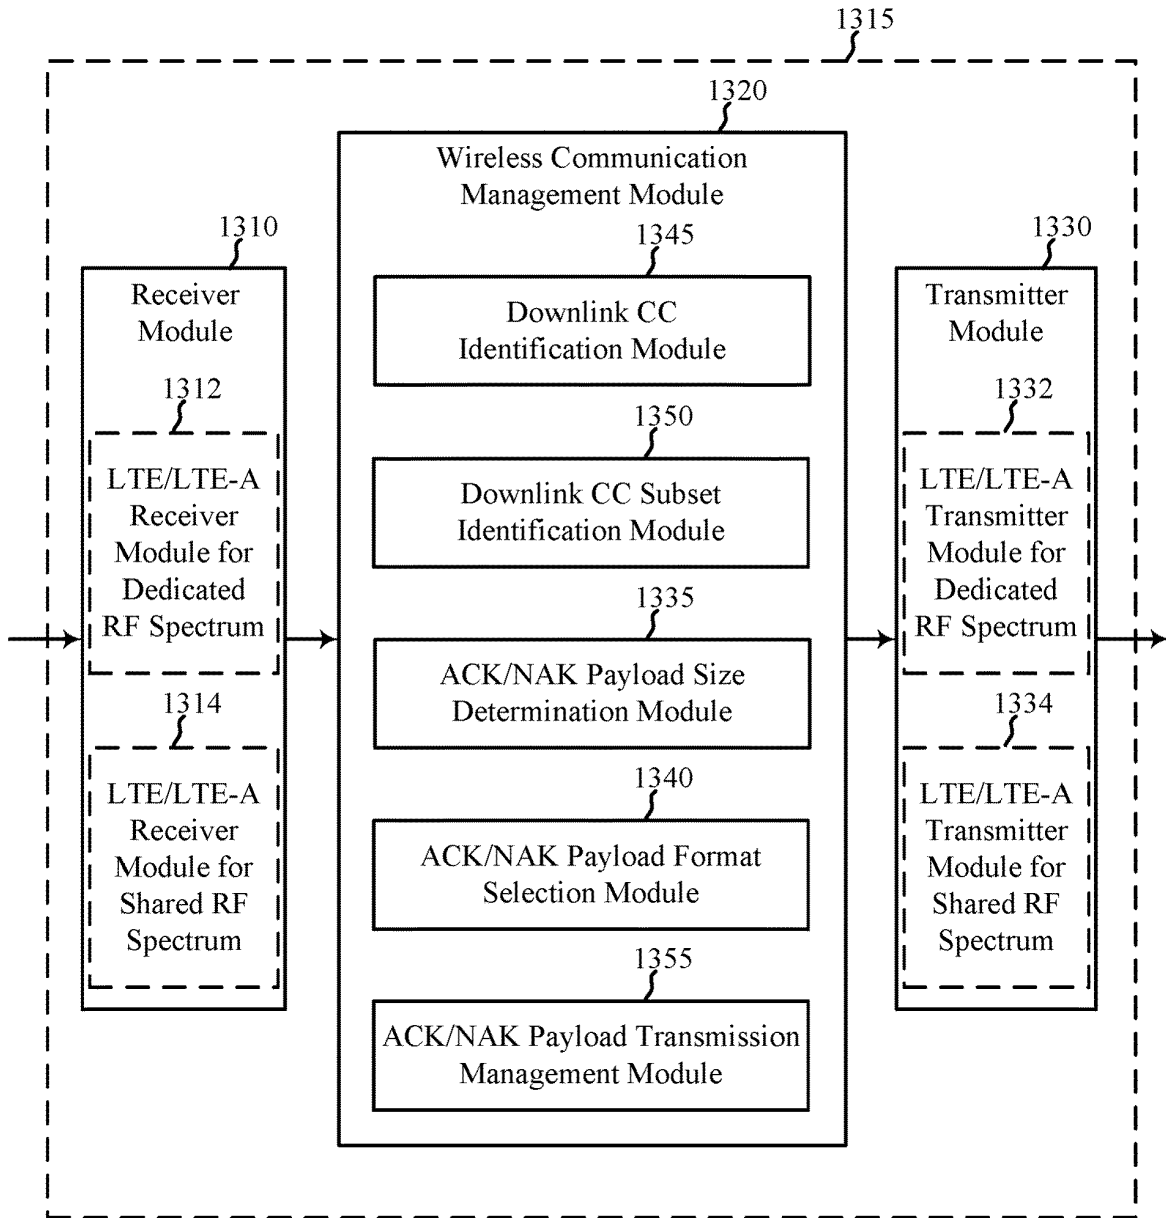 1315
1320
Wireless Communication
Management Module
1310
Receiver
Module
1312
LTE/LTE-A
Receiver
Module for
Dedicated
RF Spectrum
1314
LTE/LTE-A
Receiver
Module for
Shared RF
Spectrum
1345
Downlink CC
Identification Module
1350
Downlink CC Subset
Identification Module
1335
ACK/NAK Payload Size
Determination Module
1340
ACK/NAK Payload Format
Selection Module
1355
ACK/NAK Payload Transmission
Management Module
1330
Transmitter
Module
1332
LTE/LTE-A
Transmitter
Module for
Dedicated
RF Spectrum
1334
LTE/LTE-A
Transmitter
Module for
Shared RF
Spectrum